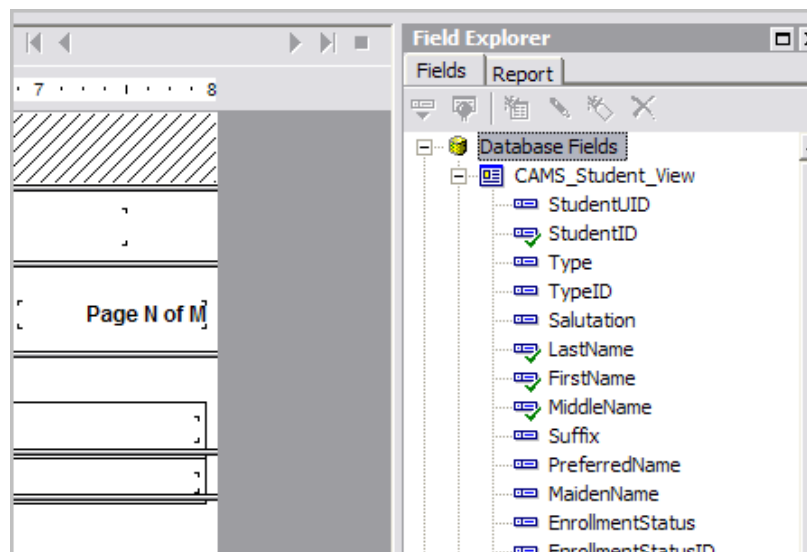 Field Explorer
Fields Report
7 8
Database Fields
CAMS_Student_View
StudentUID
StudentID
Type
TypeID
Salutation
Page N of M
LastName
FirstName
MiddleName
Suffix
PreferredName
MaidenName
EnrollmentStatus
EnrollmentStatusID